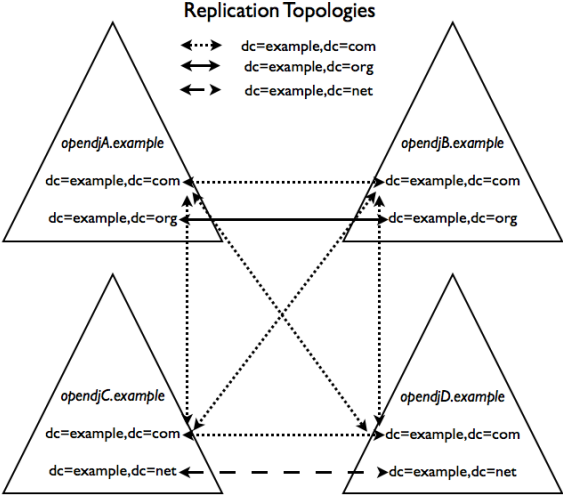 Replication Topologies
dc=example,dc=com
dc=example,dc=org
dc=example,dc=net
opendjA.example
dc=example,dc=com
dc=example,dc=org
opendjB.example
dc=example,dc=com
dc=example,dc=org
opendjC.example
dc=example,dc=com
dc=example,dc=net
opendjD.example
dc=example,dc=com
dc=example,dc=net